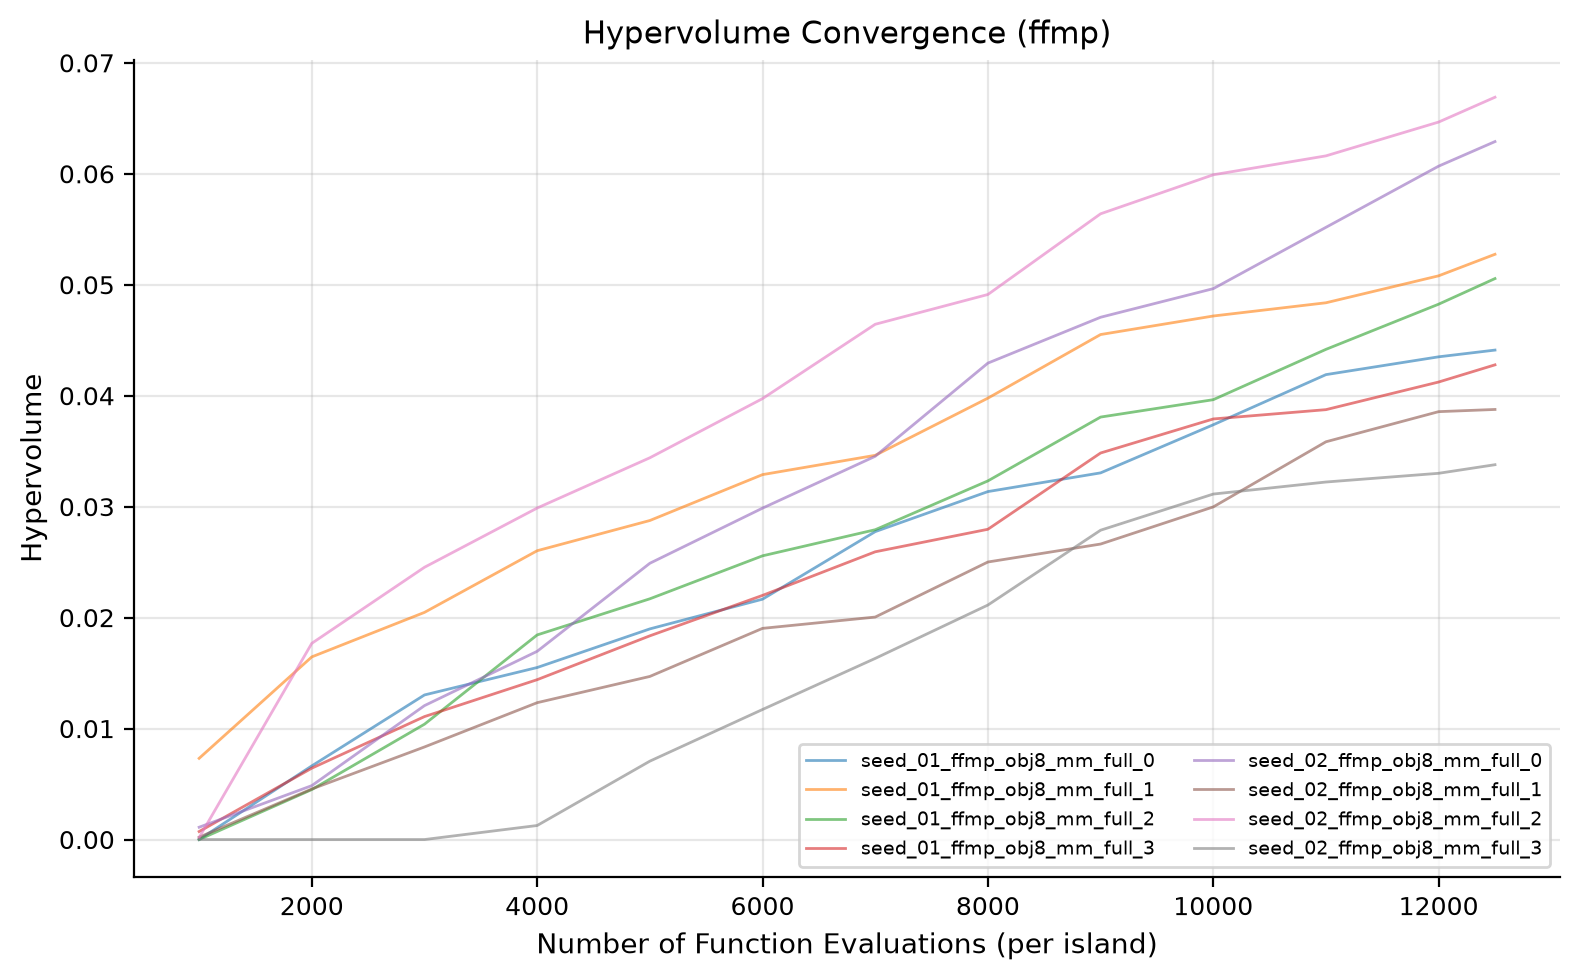 Hypervolume Convergence (ffmp)
Hypervolume
0.07
0.06
0.05
0.04
0.03
0.02
0.01
0.00
seed_01_ffmp_obj8_mm_full_0
seed_01_ffmp_obj8_mm_full_1
seed_01_ffmp_obj8_mm_full_2
seed_01_ffmp_obj8_mm_full_3
seed_02_ffmp_obj8_mm_full_0
seed_02_ffmp_obj8_mm_full_1
seed_02_ffmp_obj8_mm_full_2
seed_02_ffmp_obj8_mm_full_3
2000 4000 6000 8000 10000 12000
Number of Function Evaluations (per island)